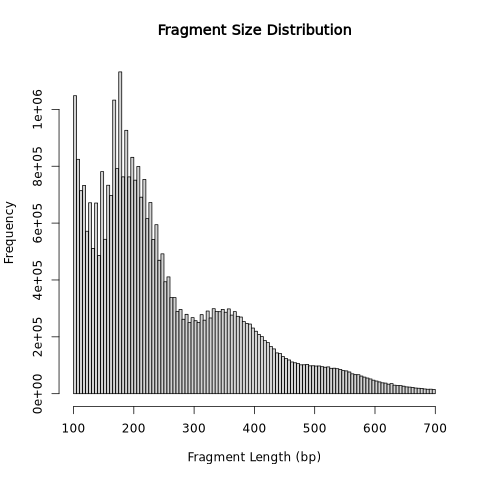 Fragment Size Distribution
Frequency
0e+00
2e+05
4e+05
6e+05
8e+05
1e+06
100 200 300 400 500 600 700
Fragment Length (bp)